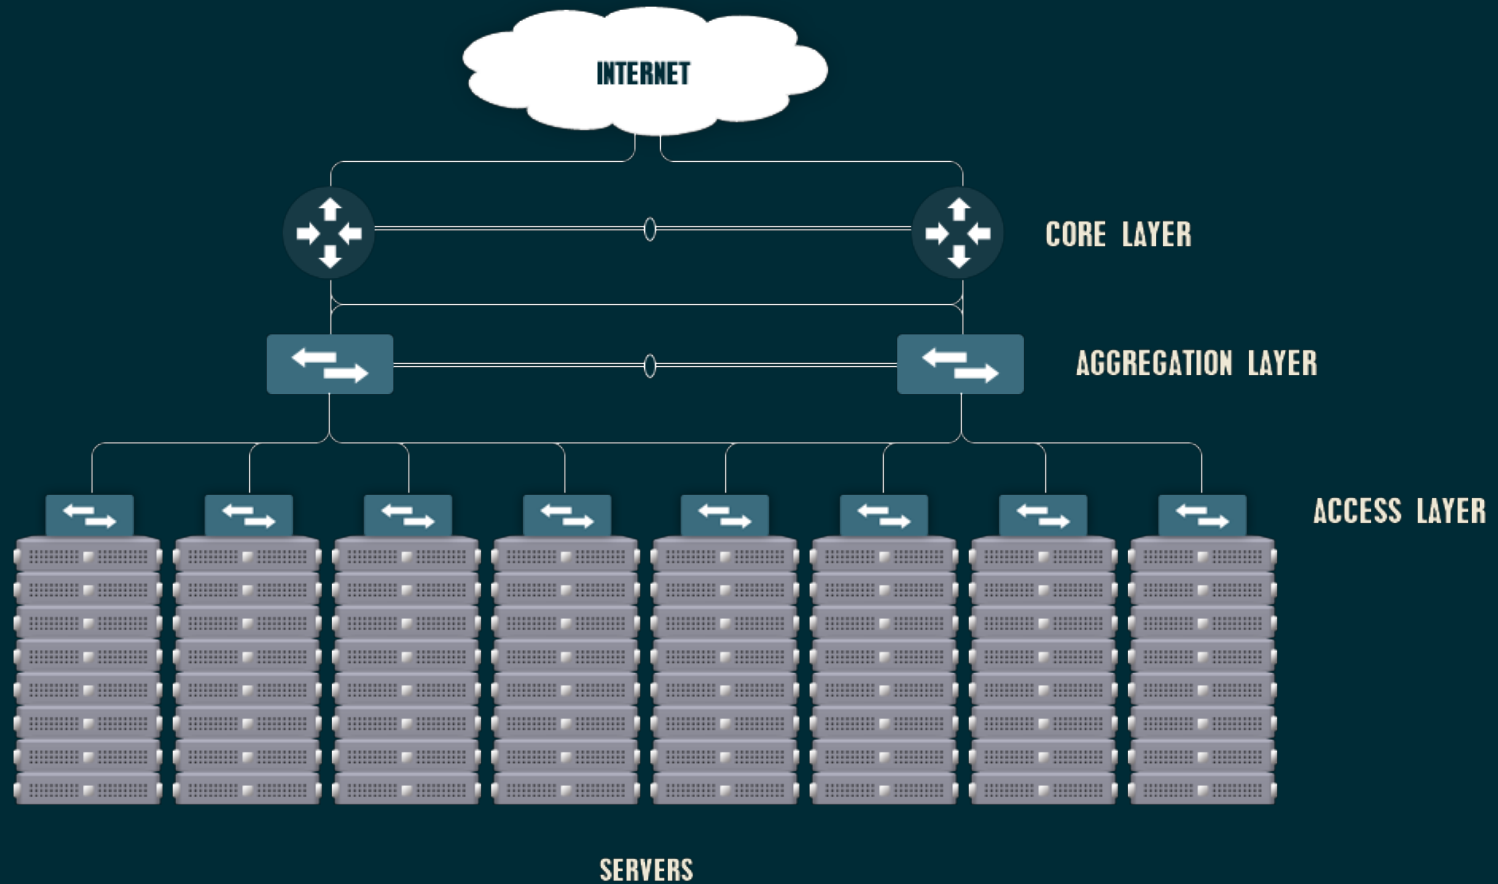 INTERNET
CORE LAYER
AGGREGATION LAYER
ACCESS LAYER
SERVERS